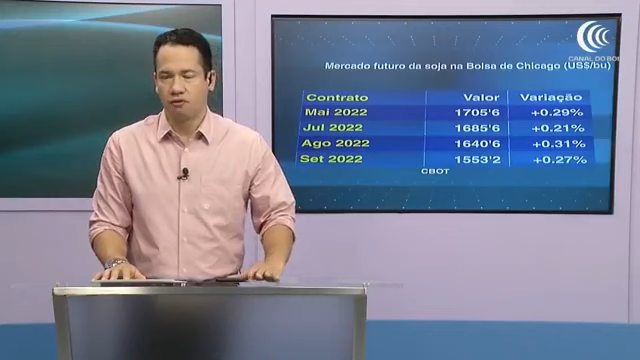 CANAL DO BOI
Mercado futuro da soja na Bolsa de Chicago (US$/bu)
Contrato Valor Variação
Mai 2022 1705'6 +0.29%
Jul 2022 1685'6 +0.21%
Ago 2022 1640'6 +0.31%
Set 2022 1553'2 +0.27%
CBOT